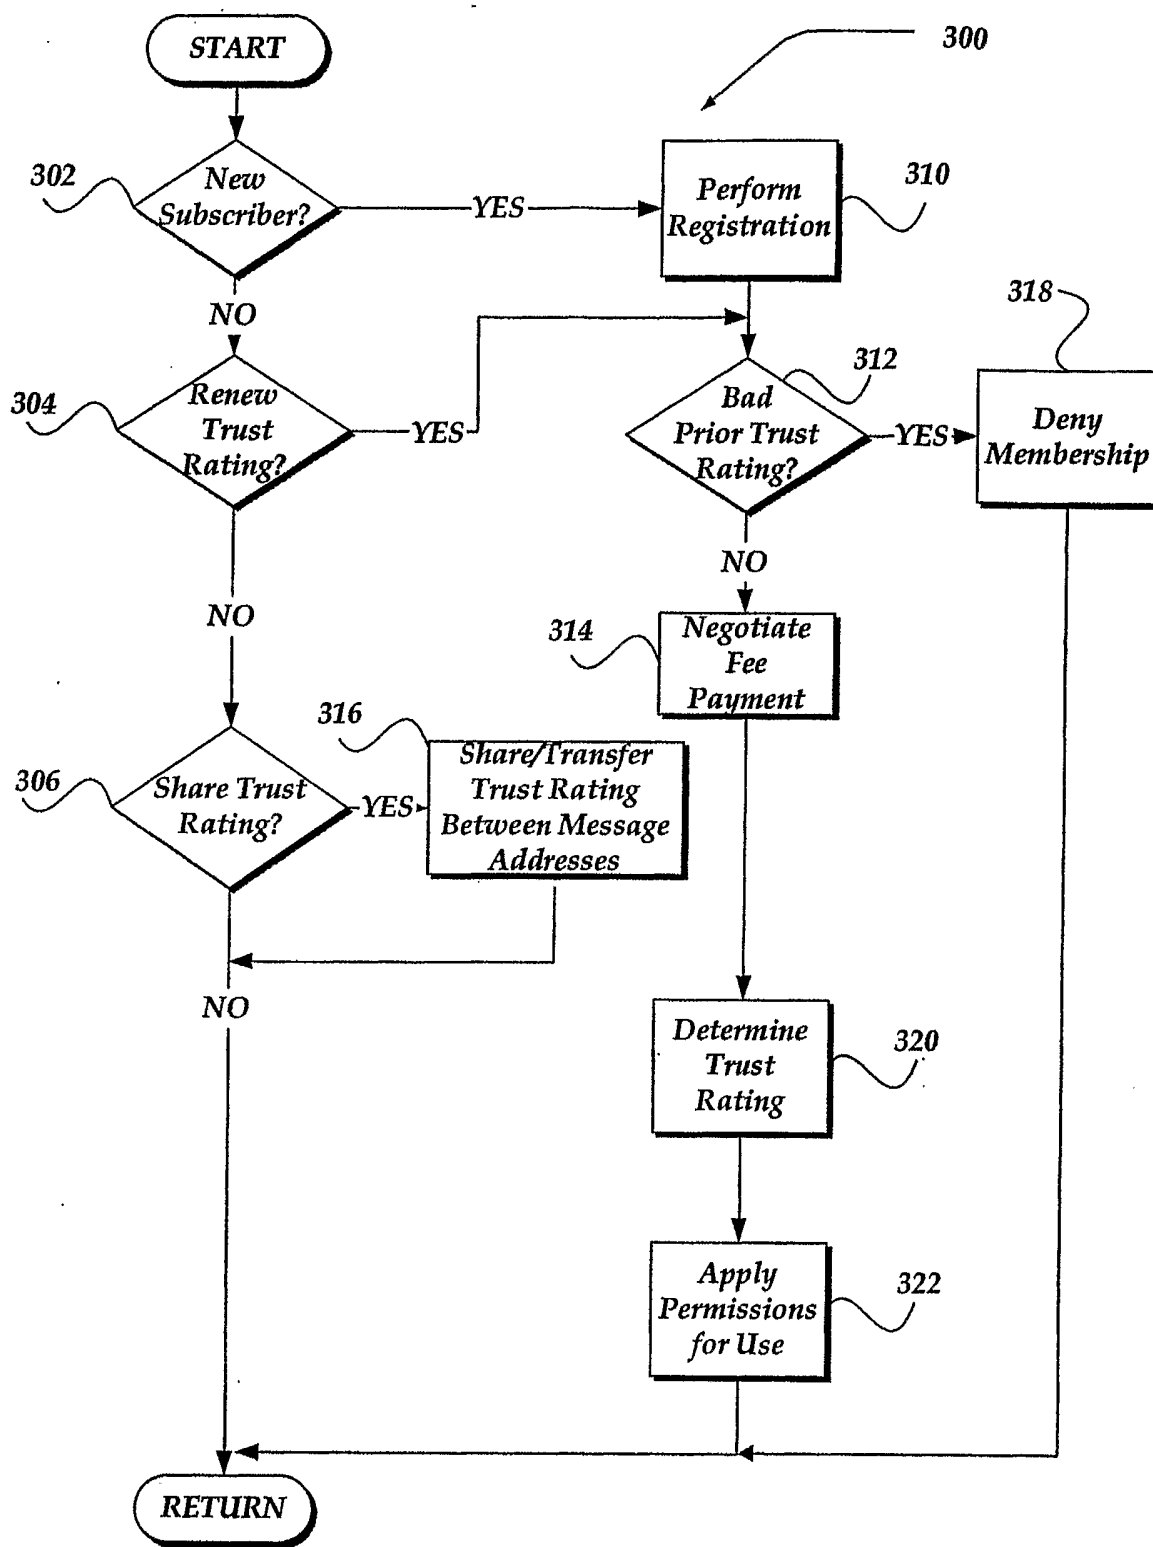 START
300
302
New
Subscriber?
YES
Perform
Registration
310
NO
318
304
Renew
Trust
Rating?
YES
312
Bad
Prior Trust
Rating?
YES
Deny
Membership
NO
NO
314
Negotiate
Fee
Payment
316
306
Share Trust
Rating?
YES
Share/Transfer
Trust Rating
Between Message
Addresses
NO
Determine
Trust
Rating
320
Apply
Permissions
for Use
322
RETURN